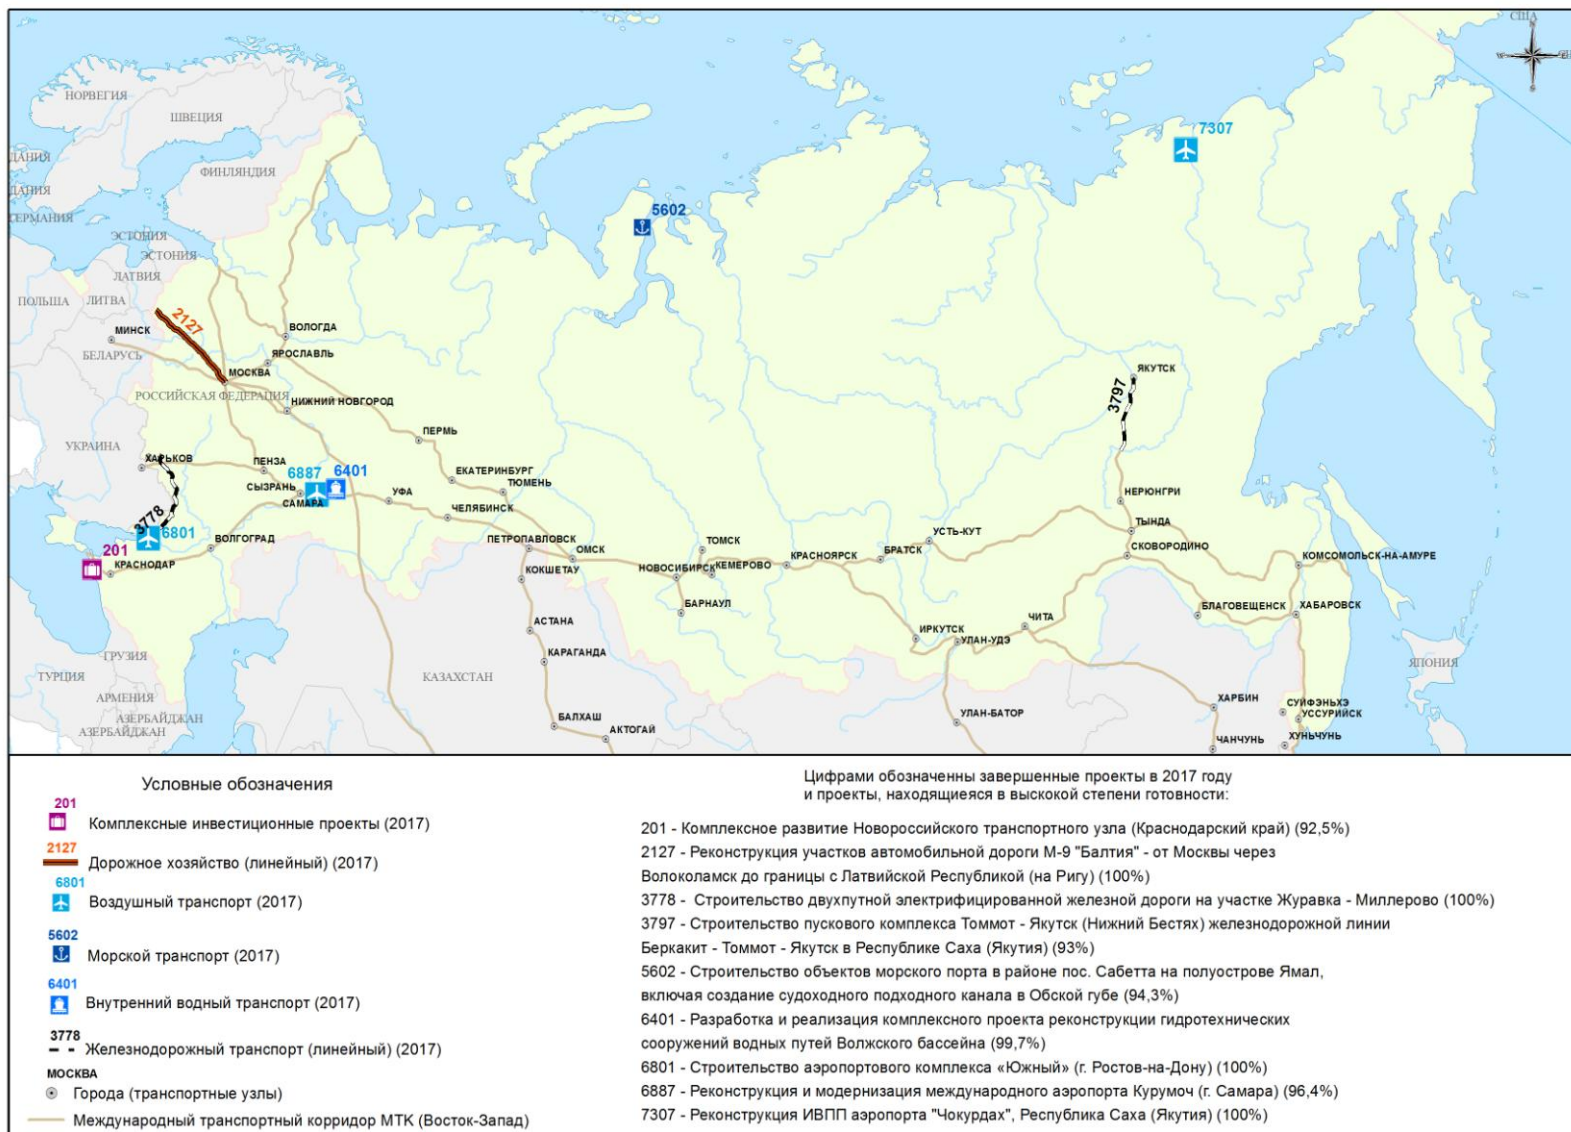 США
НОРВЕГИЯ
ШВЕЦИЯ
ФИНЛЯНДИЯ
ДАНИЯ
ДАНИЯ
ГЕРМАНИЯ
ЭСТОНИЯ
ЭСТОНИЯ
ЛАТВИЯ
ЛИТВА
ПОЛЬША
МИНСК
БЕЛАРУСЬ
УКРАИНА
7307
5602
2127
ВОЛОГДА
ЯРОСЛАВЛЬ
МОСКВА
РОССИЙСКАЯ ФЕДЕРАЦИЯ
НИЖНИЙ НОВГОРОД
ЯКУТСК
3797
ПЕРМЬ
ХАРЬКОВ
ПЕНЗА
6887
6401
СЫЗРАНЬ
САМАРА
УФА
ЕКАТЕРИНБУРГ
ТЮМЕНЬ
ЧЕЛЯБИНСК
НЕРЮНГРИ
3778
6801
201
КРАСНОДАР
ВОЛГОГРАД
ПЕТРОПАВЛОВСК
ОМСК
КОКШЕТАУ
ТОМСК
НОВОСИБИРСК
КЕМЕРОВО
КРАСНОЯРСК
БРАТСК
УСТЬ-КУТ
ТЫНДА
СКОВОРОДИНО
КОМСОМОЛЬСК-НА-АМУРЕ
БАРНАУЛ
АСТАНА
КАРАГАНДА
КАЗАХСТАН
ИРКУТСК
УЛАН-УДЭ
ЧИТА
БЛАГОВЕЩЕНСК
ХАБАРОВСК
ГРУЗИЯ
ТУРЦИЯ
АРМЕНИЯ
АЗЕРБАЙДЖАН
АЗЕРБАЙДЖАН
ЯПОНИЯ
БАЛХАШ
АКТОГАЙ
УЛАН-БАТОР
ХАРБИН
СУЙФЭНЬХЭ
УССУРИЙСК
ЧАНЧУНЬ
ХУНЬЧУНЬ
Условные обозначения
201
Комплексные инвестиционные проекты (2017)
2127
Дорожное хозяйство (линейный) (2017)
6801
Воздушный транспорт (2017)
5602
Морской транспорт (2017)
6401
Внутренний водный транспорт (2017)
3778
Железнодорожный транспорт (линейный) (2017)
МОСКВА
Города (транспортные узлы)
Международный транспортный корридор МТК (Восток-Запад)
Цифрами обозначенны завершенные проекты в 2017 году
и проекты, находящиеяся в выскокой степени готовности:
201 - Комплексное развитие Новороссийского транспортного узла (Краснодарский край) (92,5%)
2127 - Реконструкция участков автомобильной дороги М-9 "Балтия" - от Москвы через
Волоколамск до границы с Латвийской Республикой (на Ригу) (100%)
3778 - Строительство двухпутной электрифицированной железной дороги на участке Журавка - Миллерово (100%)
3797 - Строительство пускового комплекса Томмот - Якутск (Нижний Бестях) железнодорожной линии
Беркакит - Томмот - Якутск в Республике Саха (Якутия) (93%)
5602 - Строительство объектов морского порта в районе пос. Сабетта на полуострове Ямал,
включая создание судоходного подходного канала в Обской губе (94,3%)
6401 - Разработка и реализация комплексного проекта реконструкции гидротехнических
сооружений водных путей Волжского бассейна (99,7%)
6801 - Строительство аэропортового комплекса «Южный» (г. Ростов-на-Дону) (100%)
6887 - Реконструкция и модернизация международного аэропорта Курумоч (г. Самара) (96,4%)
7307 - Реконструкция ИВПП аэропорта "Чокурдах", Республика Саха (Якутия) (100%)